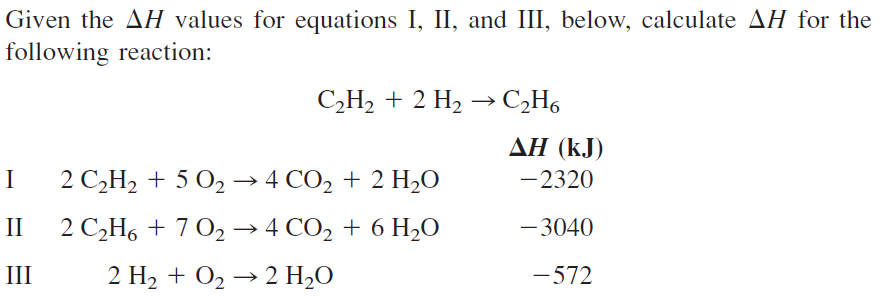 Given the ΔH values for equations I, II, and III, below, calculate ΔH for the
following reaction:
C₂H₂ + 2 H₂ → C₂H₆
ΔH (kJ)
I 2 C₂H₂ + 5 O₂ → 4 CO₂ + 2 H₂O −2320
II 2 C₂H₆ + 7 O₂ → 4 CO₂ + 6 H₂O −3040
III 2 H₂ + O₂ → 2 H₂O −572